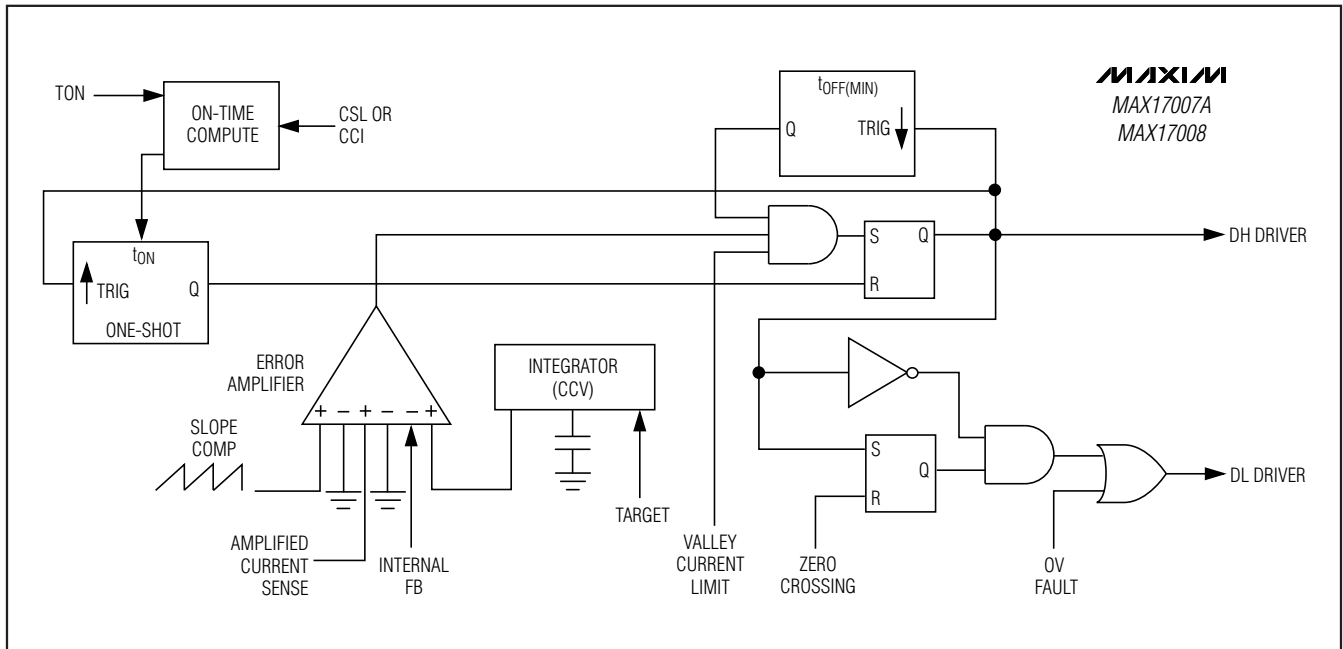 MAXIM
MAX17007A
MAX17008
TON
ON-TIME
COMPUTE
CSL OR
CCI
tOFF(MIN)
Q
TRIG
tON
TRIG
Q
ONE-SHOT
S
Q
R
DH DRIVER
ERROR
AMPLIFIER
+ − + − − +
INTEGRATOR
(CCV)
SLOPE
COMP
AMPLIFIED
CURRENT
SENSE
INTERNAL
FB
TARGET
VALLEY
CURRENT
LIMIT
S
Q
R
ZERO
CROSSING
OV
FAULT
DL DRIVER